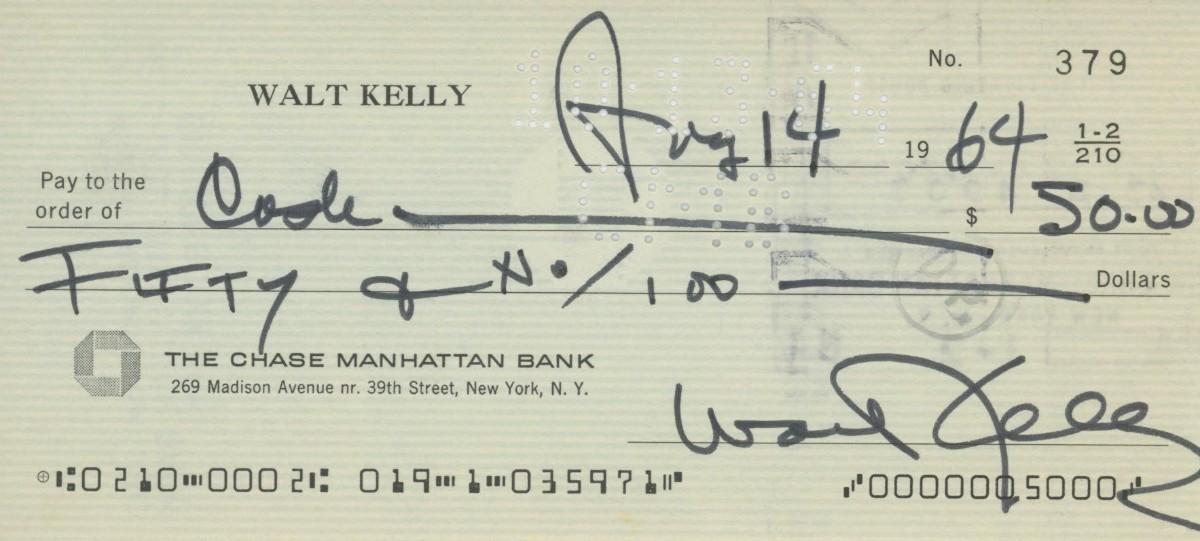 No. 379
WALT KELLY
Aug 14 19 64 1-2/210
Pay to the
order of Cash $ 50.00
FIFTY & No/100 Dollars
THE CHASE MANHATTAN BANK
269 Madison Avenue nr. 39th Street, New York, N. Y.
Walt Kelly
⑆0210⑉0002⑆ 019⑉1⑉035971⑈ ⑇0000005000⑇